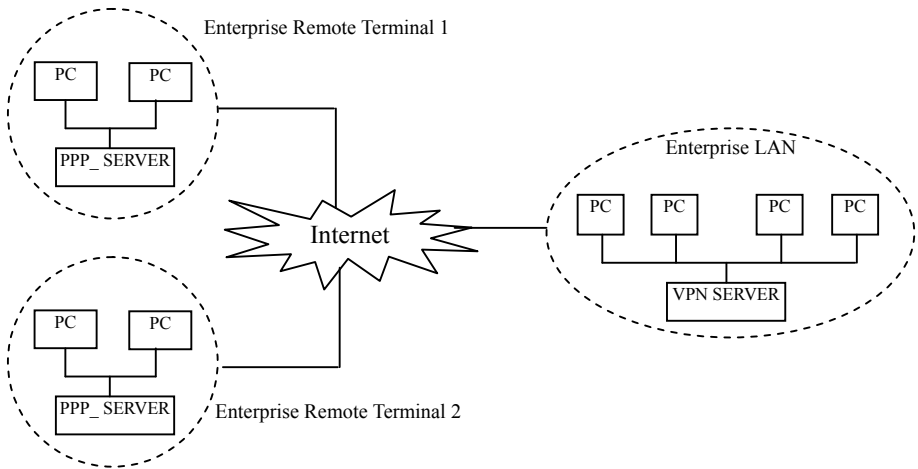 Enterprise Remote Terminal 1
PC PC
PPP_ SERVER
Internet
Enterprise LAN
PC PC PC PC
VPN SERVER
PC PC
PPP_ SERVER
Enterprise Remote Terminal 2